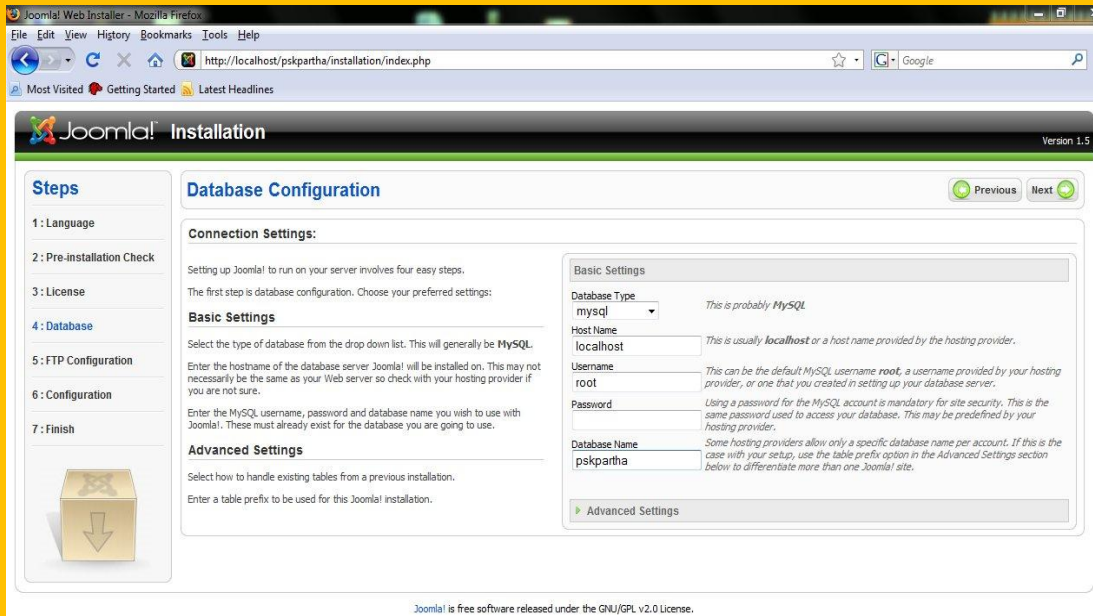 Joomla! Web Installer - Mozilla Firefox
File Edit View History Bookmarks Tools Help
http://localhost/pskpartha/installation/index.php
G Google
Most Visited Getting Started Latest Headlines
Joomla! Installation
Version 1.5
Steps
1 : Language
2 : Pre-installation Check
3 : License
4 : Database
5 : FTP Configuration
6 : Configuration
7 : Finish
Database Configuration
Previous Next
Connection Settings:
Setting up Joomla! to run on your server involves four easy steps.
The first step is database configuration. Choose your preferred settings:
Basic Settings
Select the type of database from the drop down list. This will generally be MySQL.
Enter the hostname of the database server Joomla! will be installed on. This may not
necessarily be the same as your Web server so check with your hosting provider if
you are not sure.
Enter the MySQL username, password and database name you wish to use with
Joomla!. These must already exist for the database you are going to use.
Advanced Settings
Select how to handle existing tables from a previous installation.
Enter a table prefix to be used for this Joomla! installation.
Basic Settings
Database Type
mysql
This is probably MySQL
Host Name
localhost
This is usually localhost or a host name provided by the hosting provider.
Username
root
This can be the default MySQL username root, a username provided by your hosting
provider, or one that you created in setting up your database server.
Password
Using a password for the MySQL account is mandatory for site security. This is the
same password used to access your database. This may be predefined by your
hosting provider.
Database Name
pskpartha
Some hosting providers allow only a specific database name per account. If this is the
case with your setup, use the table prefix option in the Advanced Settings section
below to differentiate more than one Joomla! site.
Advanced Settings
Joomla! is free software released under the GNU/GPL v2.0 License.